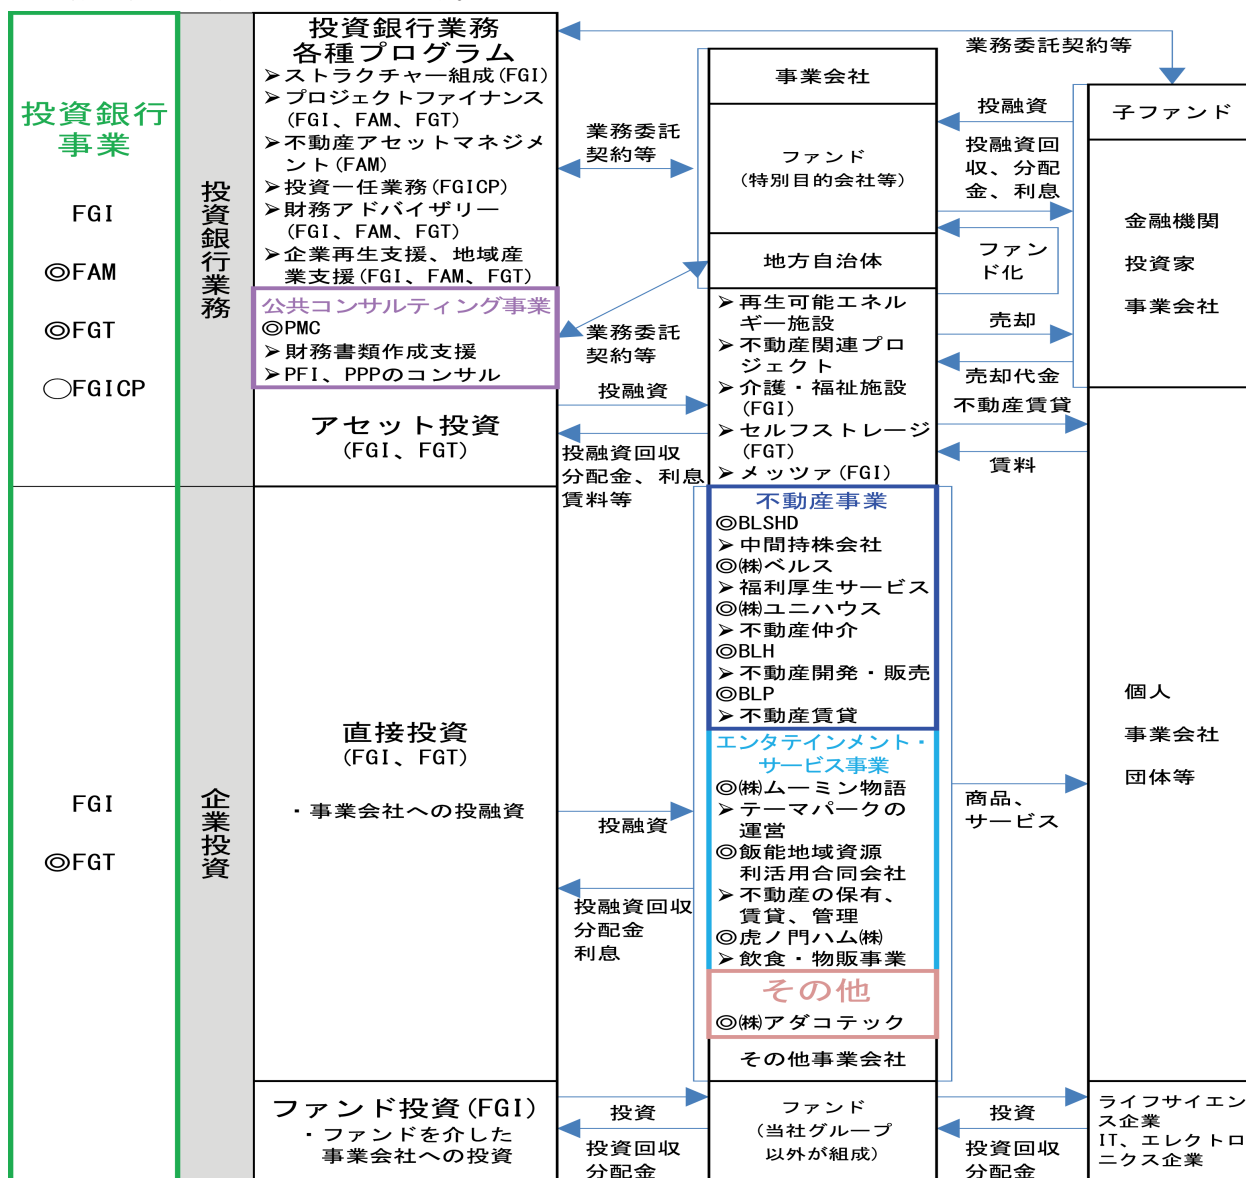 投資銀行
事業
FGI
◎FAM
◎FGT
○FGICP
FGI
◎FGT
投資銀行業務
企業投資
投資銀行業務
各種プログラム
➢ストラクチャー組成(FGI)
➢プロジェクトファイナンス
(FGI、FAM、FGT)
➢不動産アセットマネジメ
ント(FAM)
➢投資一任業務(FGICP)
➢財務アドバイザリー
(FGI、FAM、FGT)
➢企業再生支援、地域産
業支援(FGI、FAM、FGT)
公共コンサルティング事業
◎PMC
➢財務書類作成支援
➢PFI、PPPのコンサル
アセット投資
(FGI、FGT)
直接投資
(FGI、FGT)
・事業会社への投融資
ファンド投資(FGI)
・ファンドを介した
事業会社への投資
業務委託
契約等
業務委託
契約等
投融資
投融資回収
分配金、利息
賃料等
投融資
投融資回収
分配金
利息
投資
投資回収
分配金
事業会社
ファンド
(特別目的会社等)
地方自治体
➢再生可能エネル
ギー施設
➢不動産関連プロ
ジェクト
➢介護・福祉施設
(FGI)
➢セルフストレージ
(FGT)
➢メッツァ(FGI)
不動産事業
◎BLSHD
➢中間持株会社
◎㈱ベルス
➢福利厚生サービス
◎㈱ユニハウス
➢不動産仲介
◎BLH
➢不動産開発・販売
◎BLP
➢不動産賃貸
エンタテインメント・
サービス事業
◎㈱ムーミン物語
➢テーマパークの
運営
◎飯能地域資源
利活用合同会社
➢不動産の保有、
賃貸、管理
◎虎ノ門ハム㈱
➢飲食・物販事業
その他
◎㈱アダコテック
その他事業会社
ファンド
(当社グループ
以外が組成)
業務委託契約等
投融資
投融資回
収、分配
金、利息
ファン
ド化
売却
売却代金
不動産賃貸
賃料
商品、
サービス
投資
投資回収
分配金
子ファンド
金融機関
投資家
事業会社
個人
事業会社
団体等
ライフサイエン
ス企業
IT、エレクトロ
ニクス企業